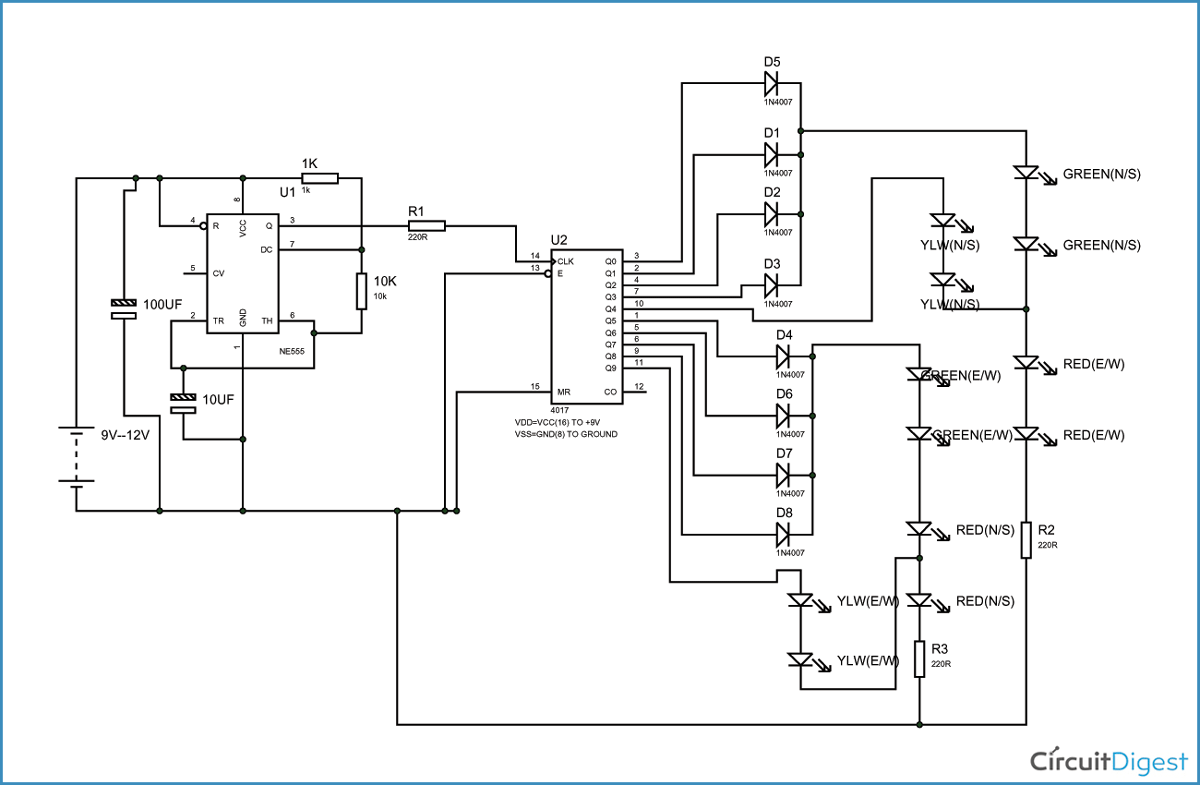 D5
1N4007
D1
1N4007
D2
1N4007
D3
1N4007
GREEN(N/S)
GREEN(N/S)
YLW(N/S)
YLW(N/S)
RED(E/W)
RED(E/W)
1K
1k
U1
4
R
VCC
8
Q
3
DC
7
5
CV
2
TR
GND
1
TH
6
NE555
10K
10k
R1
220R
100UF
10UF
9V--12V
U2
14
CLK
13
E
15
MR
Q0
3
Q1
2
Q2
4
Q3
7
Q4
10
Q5
1
Q6
5
Q7
6
Q8
9
Q9
11
CO
12
4017
VDD=VCC(16) TO +9V
VSS=GND(8) TO GROUND
D4
1N4007
D6
1N4007
D7
1N4007
D8
1N4007
GREEN(E/W)
GREEN(E/W)
RED(N/S)
RED(N/S)
YLW(E/W)
YLW(E/W)
R2
220R
R3
220R
CircuitDigest